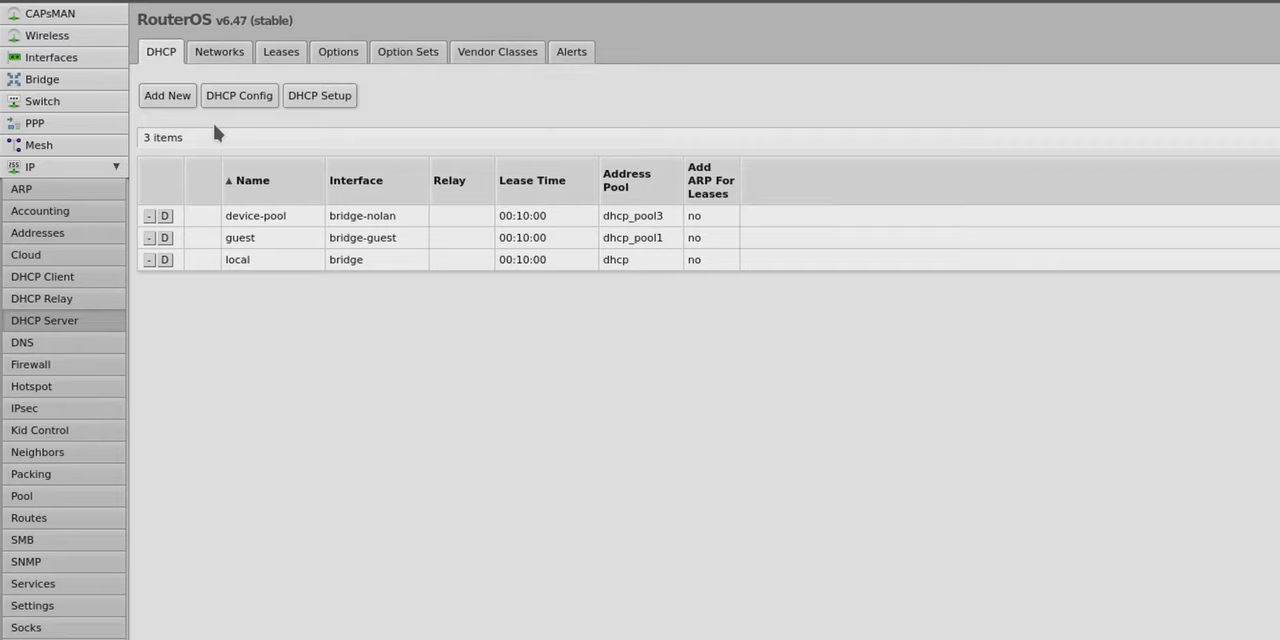 CAPsMAN
Wireless
Interfaces
Bridge
Switch
PPP
Mesh
IP ▼
ARP
Accounting
Addresses
Cloud
DHCP Client
DHCP Relay
DHCP Server
DNS
Firewall
Hotspot
IPsec
Kid Control
Neighbors
Packing
Pool
Routes
SMB
SNMP
Services
Settings
Socks
RouterOS v6.47 (stable)
DHCP Networks Leases Options Option Sets Vendor Classes Alerts
Add New DHCP Config DHCP Setup
3 items
▲ Name Interface Relay Lease Time Address Pool Add ARP For Leases
- D device-pool bridge-nolan 00:10:00 dhcp_pool3 no
- D guest bridge-guest 00:10:00 dhcp_pool1 no
- D local bridge 00:10:00 dhcp no